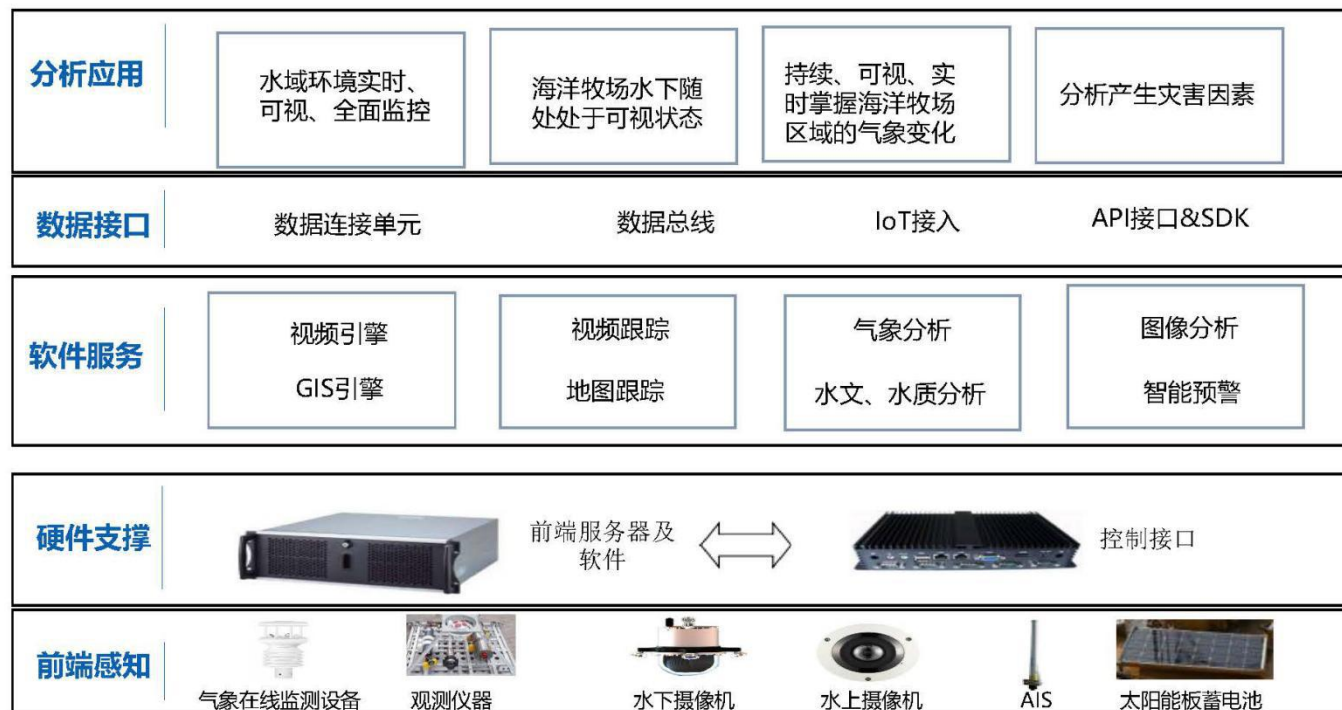 分析应用
水域环境实时、
可视、全面监控
海洋牧场水下随
处处于可视状态
持续、可视、实
时掌握海洋牧场
区域的气象变化
分析产生灾害因素
数据接口
数据连接单元
数据总线
IoT接入
API接口&SDK
软件服务
视频引擎
GIS引擎
视频跟踪
地图跟踪
气象分析
水文、水质分析
图像分析
智能预警
硬件支撑
前端服务器及
软件
控制接口
前端感知
气象在线监测设备
观测仪器
水下摄像机
水上摄像机
AIS
太阳能板蓄电池